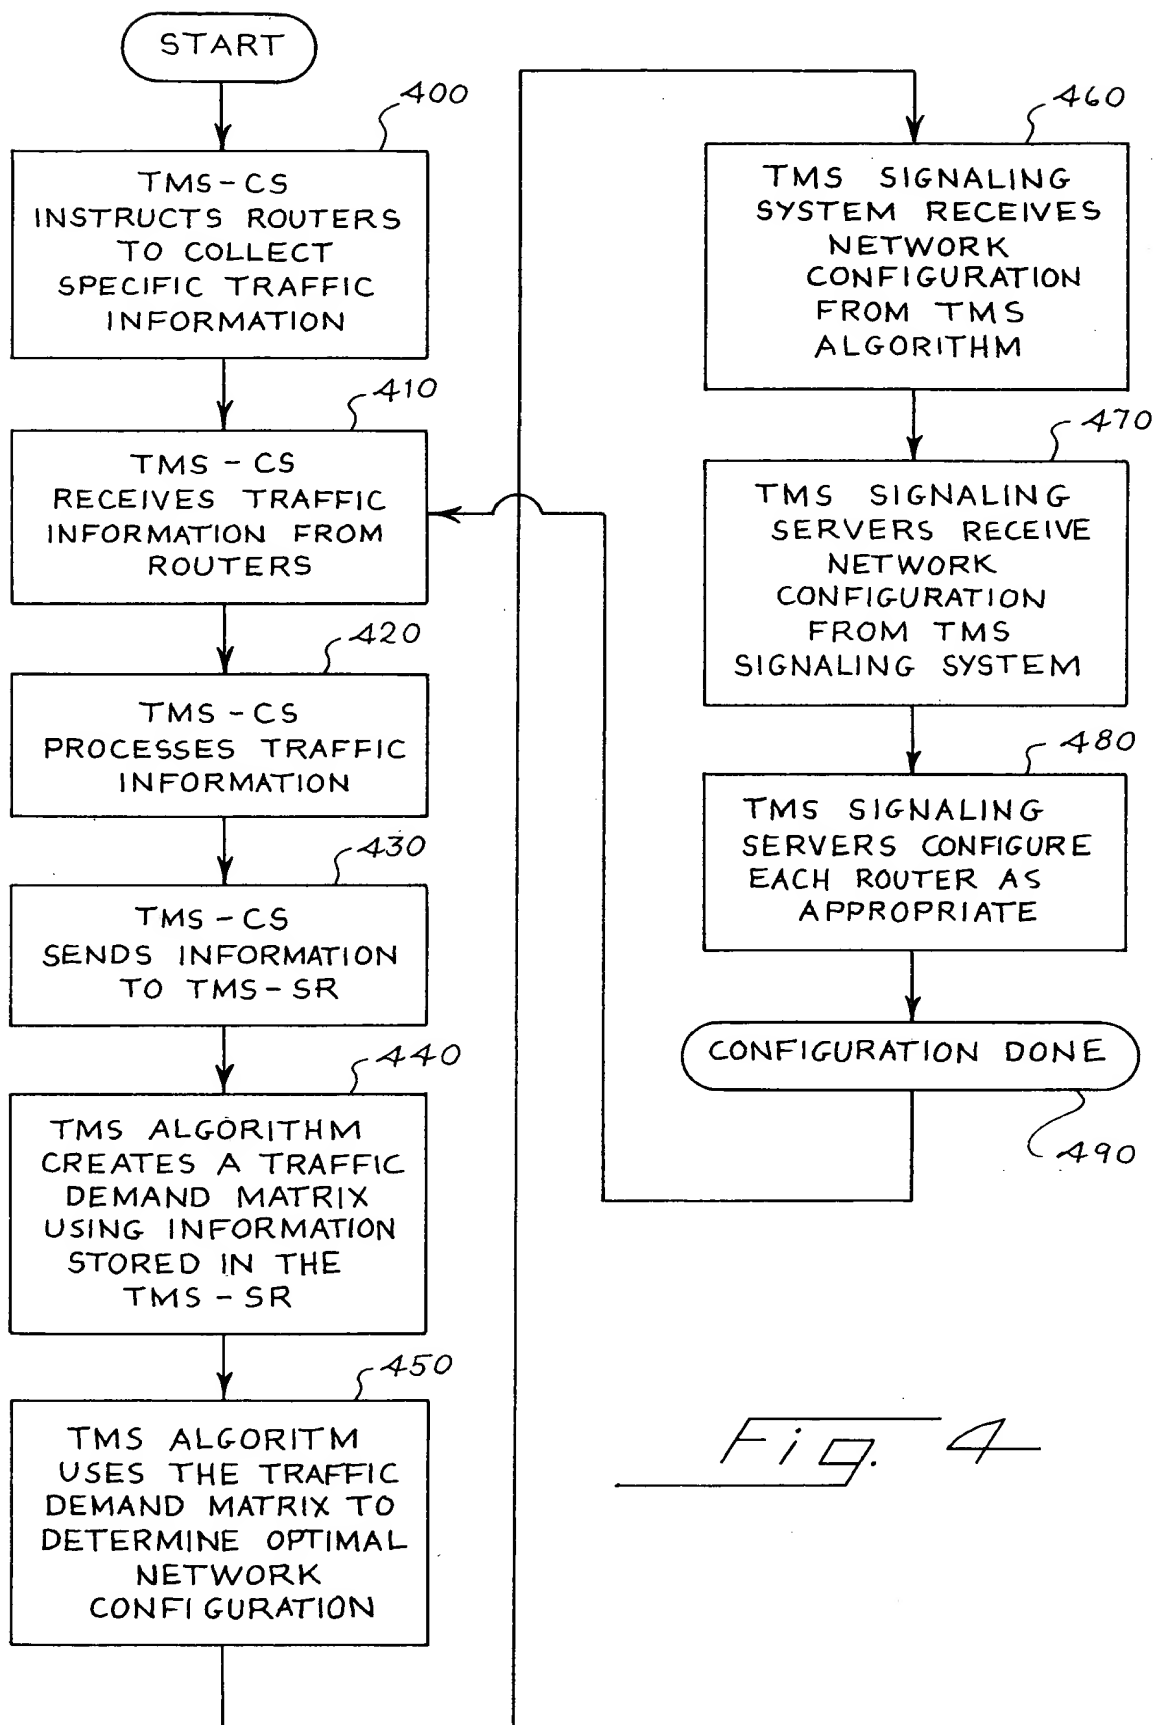 START
400
TMS-CS
INSTRUCTS ROUTERS
TO COLLECT
SPECIFIC TRAFFIC
INFORMATION
410
TMS-CS
RECEIVES TRAFFIC
INFORMATION FROM
ROUTERS
420
TMS-CS
PROCESSES TRAFFIC
INFORMATION
430
TMS-CS
SENDS INFORMATION
TO TMS-SR
440
TMS ALGORITHM
CREATES A TRAFFIC
DEMAND MATRIX
USING INFORMATION
STORED IN THE
TMS-SR
450
TMS ALGORITM
USES THE TRAFFIC
DEMAND MATRIX TO
DETERMINE OPTIMAL
NETWORK
CONFIGURATION
460
TMS SIGNALING
SYSTEM RECEIVES
NETWORK
CONFIGURATION
FROM TMS
ALGORITHM
470
TMS SIGNALING
SERVERS RECEIVE
NETWORK
CONFIGURATION
FROM TMS
SIGNALING SYSTEM
480
TMS SIGNALING
SERVERS CONFIGURE
EACH ROUTER AS
APPROPRIATE
CONFIGURATION DONE
490
Fig. 4